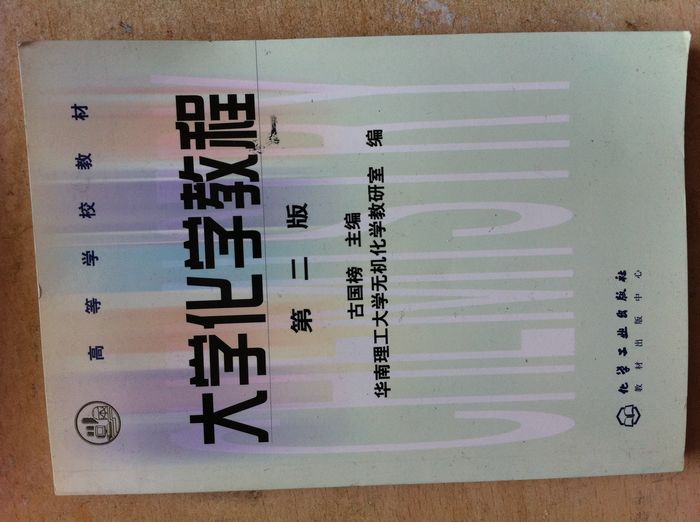 高等学校教材
大学化学教程
第二版
古国榜 主编
华南理工大学无机化学教研室 编
CHEMISTRY
化学工业出版社
教材出版中心